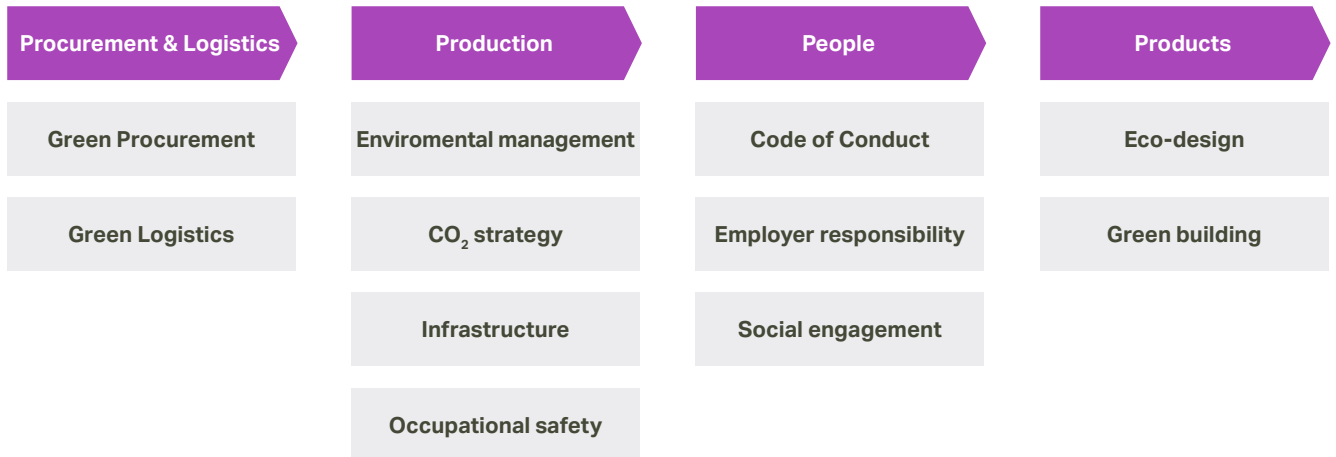 Procurement & Logistics
Production
People
Products
Green Procurement
Enviromental management
Code of Conduct
Eco-design
Green Logistics
CO₂ strategy
Employer responsibility
Green building
Infrastructure
Social engagement
Occupational safety